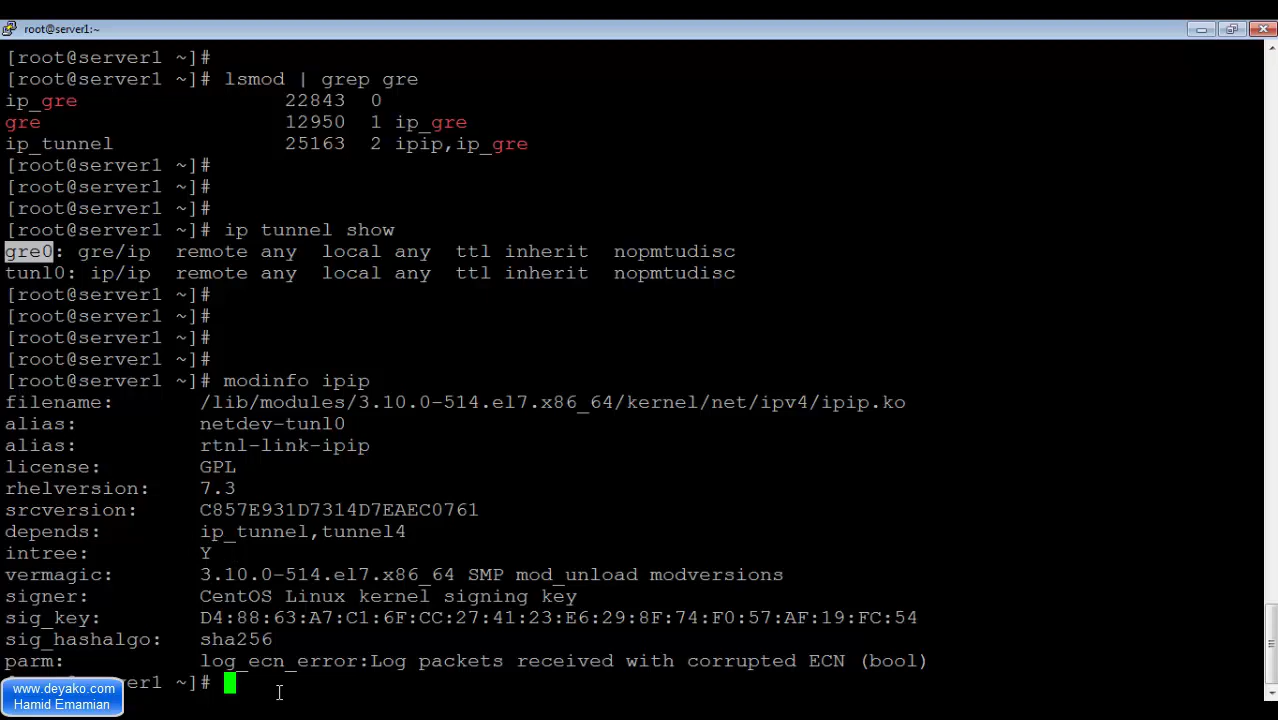 root@server1:~
[root@server1 ~]#
[root@server1 ~]# lsmod | grep gre
ip_gre 22843 0
gre 12950 1 ip_gre
ip_tunnel 25163 2 ipip,ip_gre
[root@server1 ~]#
[root@server1 ~]#
[root@server1 ~]#
[root@server1 ~]# ip tunnel show
gre0: gre/ip remote any local any ttl inherit nopmtudisc
tunl0: ip/ip remote any local any ttl inherit nopmtudisc
[root@server1 ~]#
[root@server1 ~]#
[root@server1 ~]#
[root@server1 ~]#
[root@server1 ~]# modinfo ipip
filename: /lib/modules/3.10.0-514.el7.x86_64/kernel/net/ipv4/ipip.ko
alias: netdev-tunl0
alias: rtnl-link-ipip
license: GPL
rhelversion: 7.3
srcversion: C857E931D7314D7EAEC0761
depends: ip_tunnel,tunnel4
intree: Y
vermagic: 3.10.0-514.el7.x86_64 SMP mod_unload modversions
signer: CentOS Linux kernel signing key
sig_key: D4:88:63:A7:C1:6F:CC:27:41:23:E6:29:8F:74:F0:57:AF:19:FC:54
sig_hashalgo: sha256
parm: log_ecn_error:Log packets received with corrupted ECN (bool)
server1 ~]#
www.deyako.com
Hamid Emamian